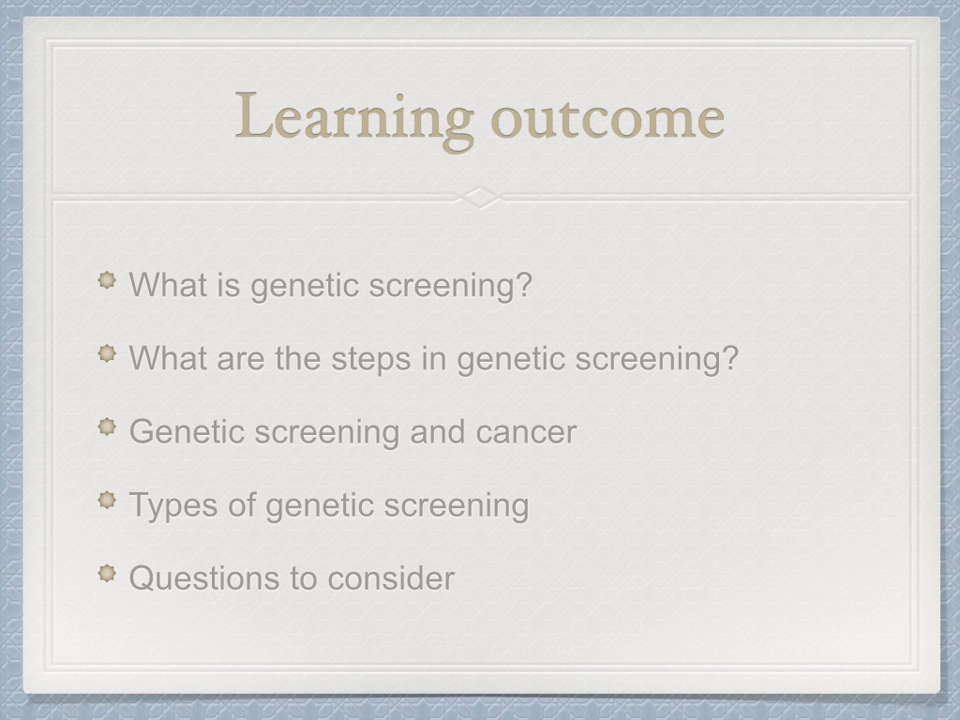 Learning outcome
What is genetic screening?
What are the steps in genetic screening?
Genetic screening and cancer
Types of genetic screening
Questions to consider